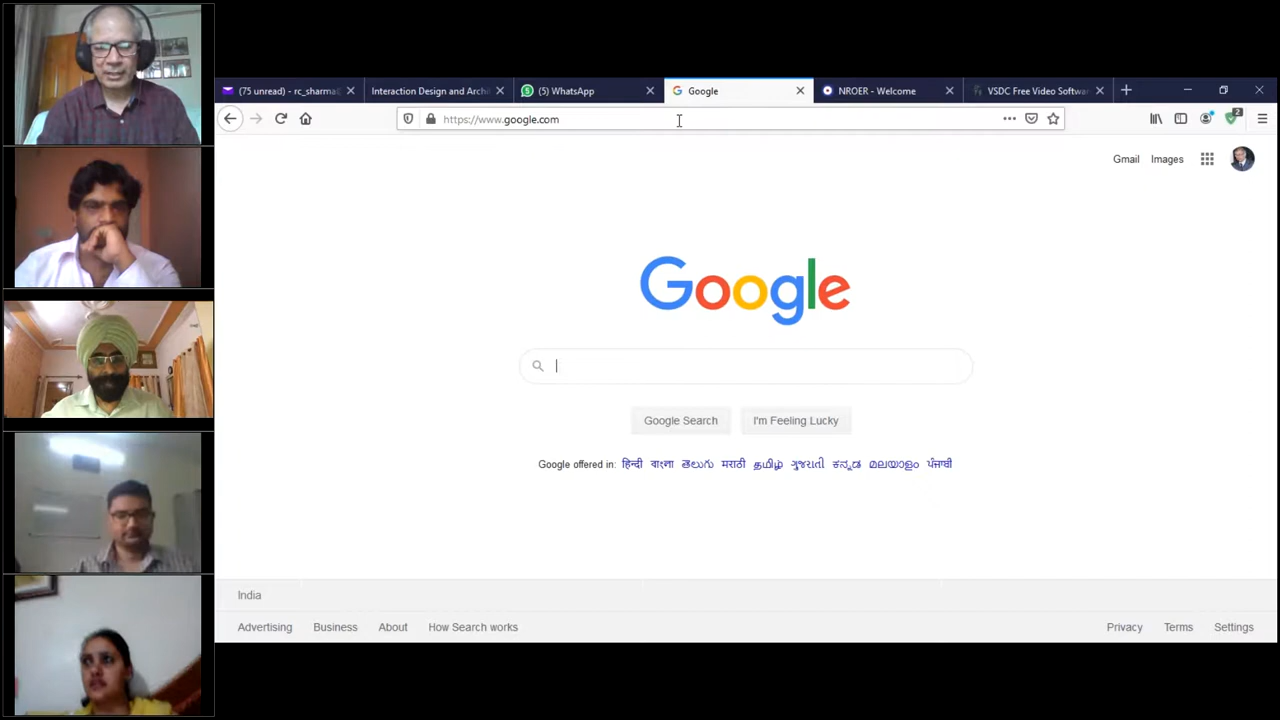 (75 unread) - rc_sharma@
Interaction Design and Archi
(5) WhatsApp
Google
NROER - Welcome
VSDC Free Video Softwar
https://www.google.com
2
Gmail
Images
Google
Google Search
I'm Feeling Lucky
Google offered in: हिन्दी বাংলা తెలుగు मराठी தமிழ் ગુજરાતી ಕನ್ನಡ മലയാളം ਪੰਜਾਬੀ
India
Advertising
Business
About
How Search works
Privacy
Terms
Settings